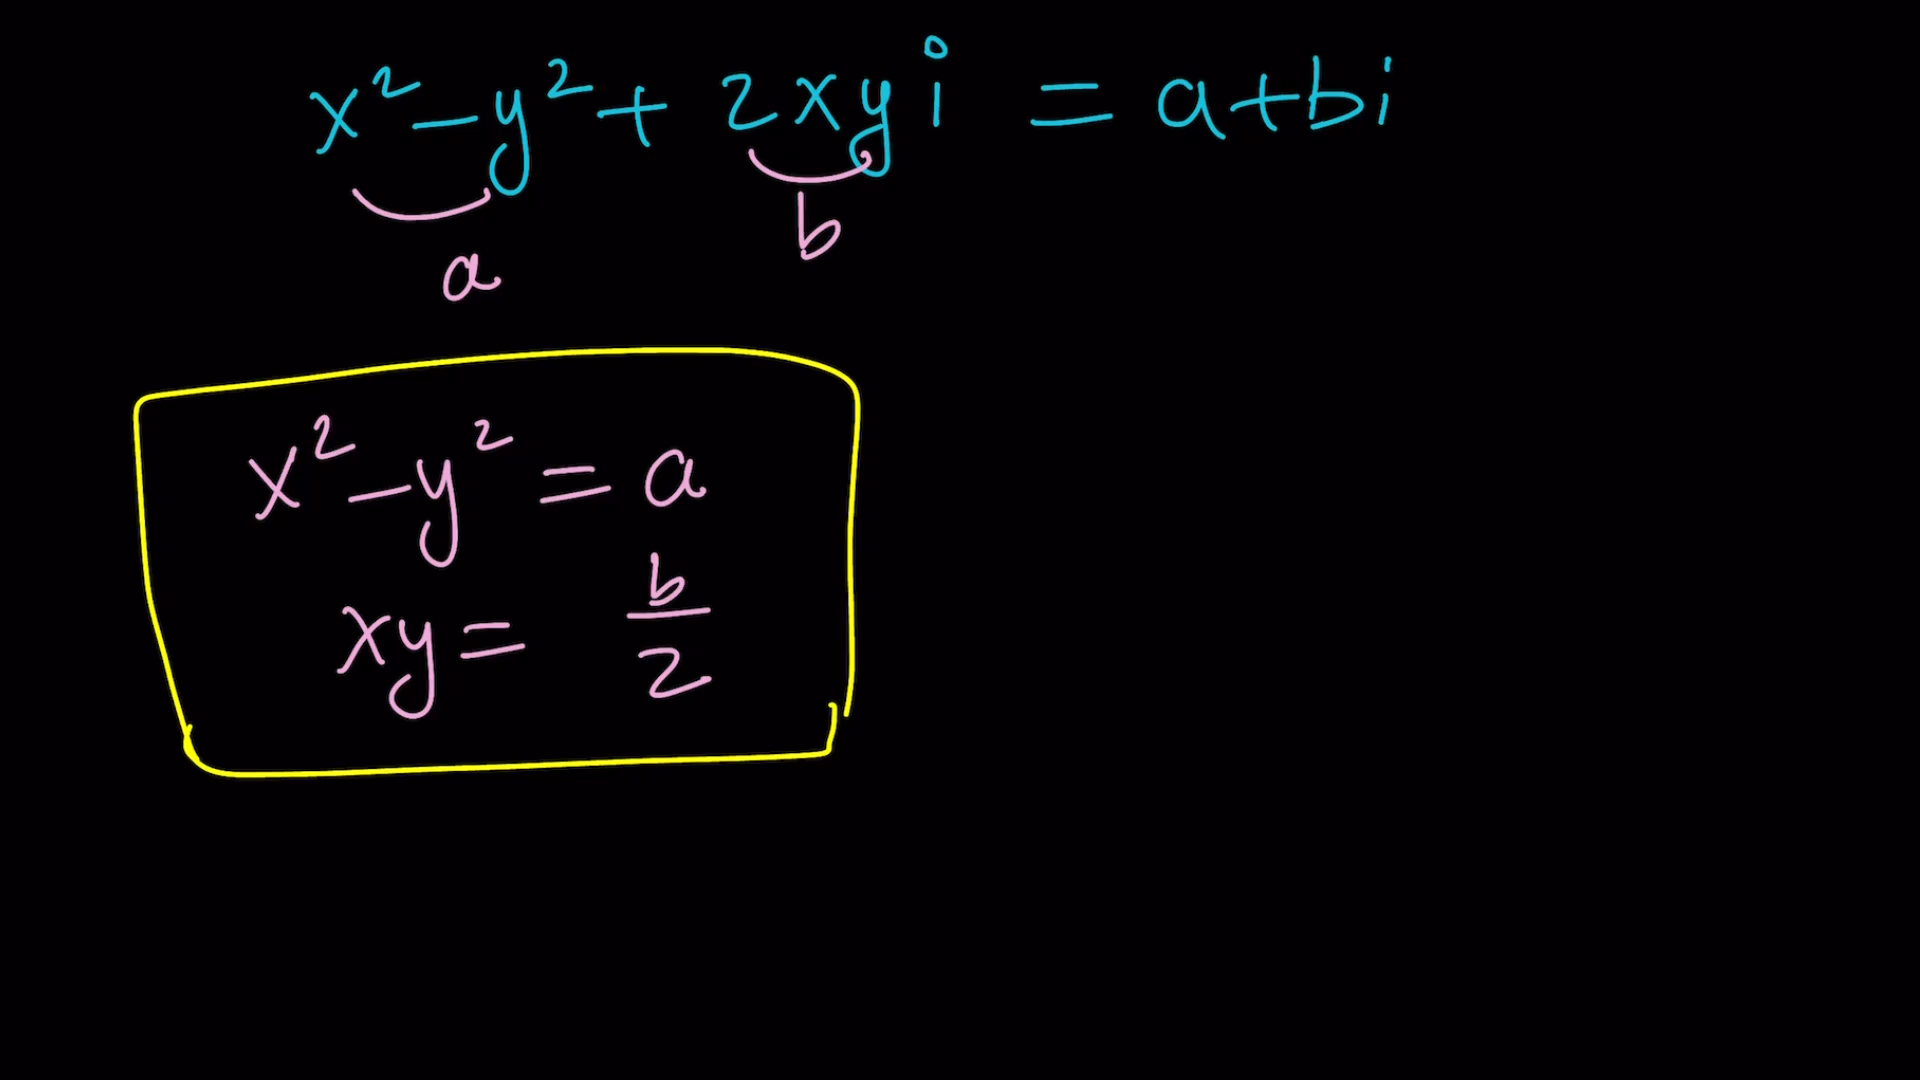 x² - y² + 2xyi = a + bi
a b
x² - y² = a
xy = b/2